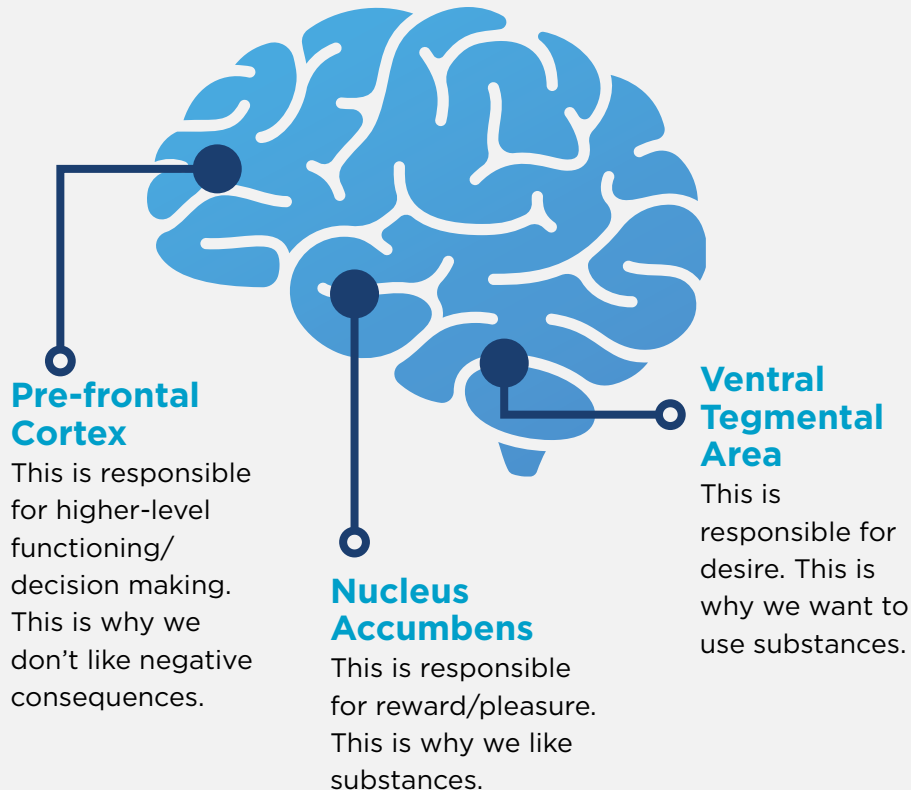 Pre-frontal
Cortex
This is responsible
for higher-level
functioning/
decision making.
This is why we
don’t like negative
consequences.
Nucleus
Accumbens
This is responsible
for reward/pleasure.
This is why we like
substances.
Ventral
Tegmental
Area
This is
responsible for
desire. This is
why we want to
use substances.